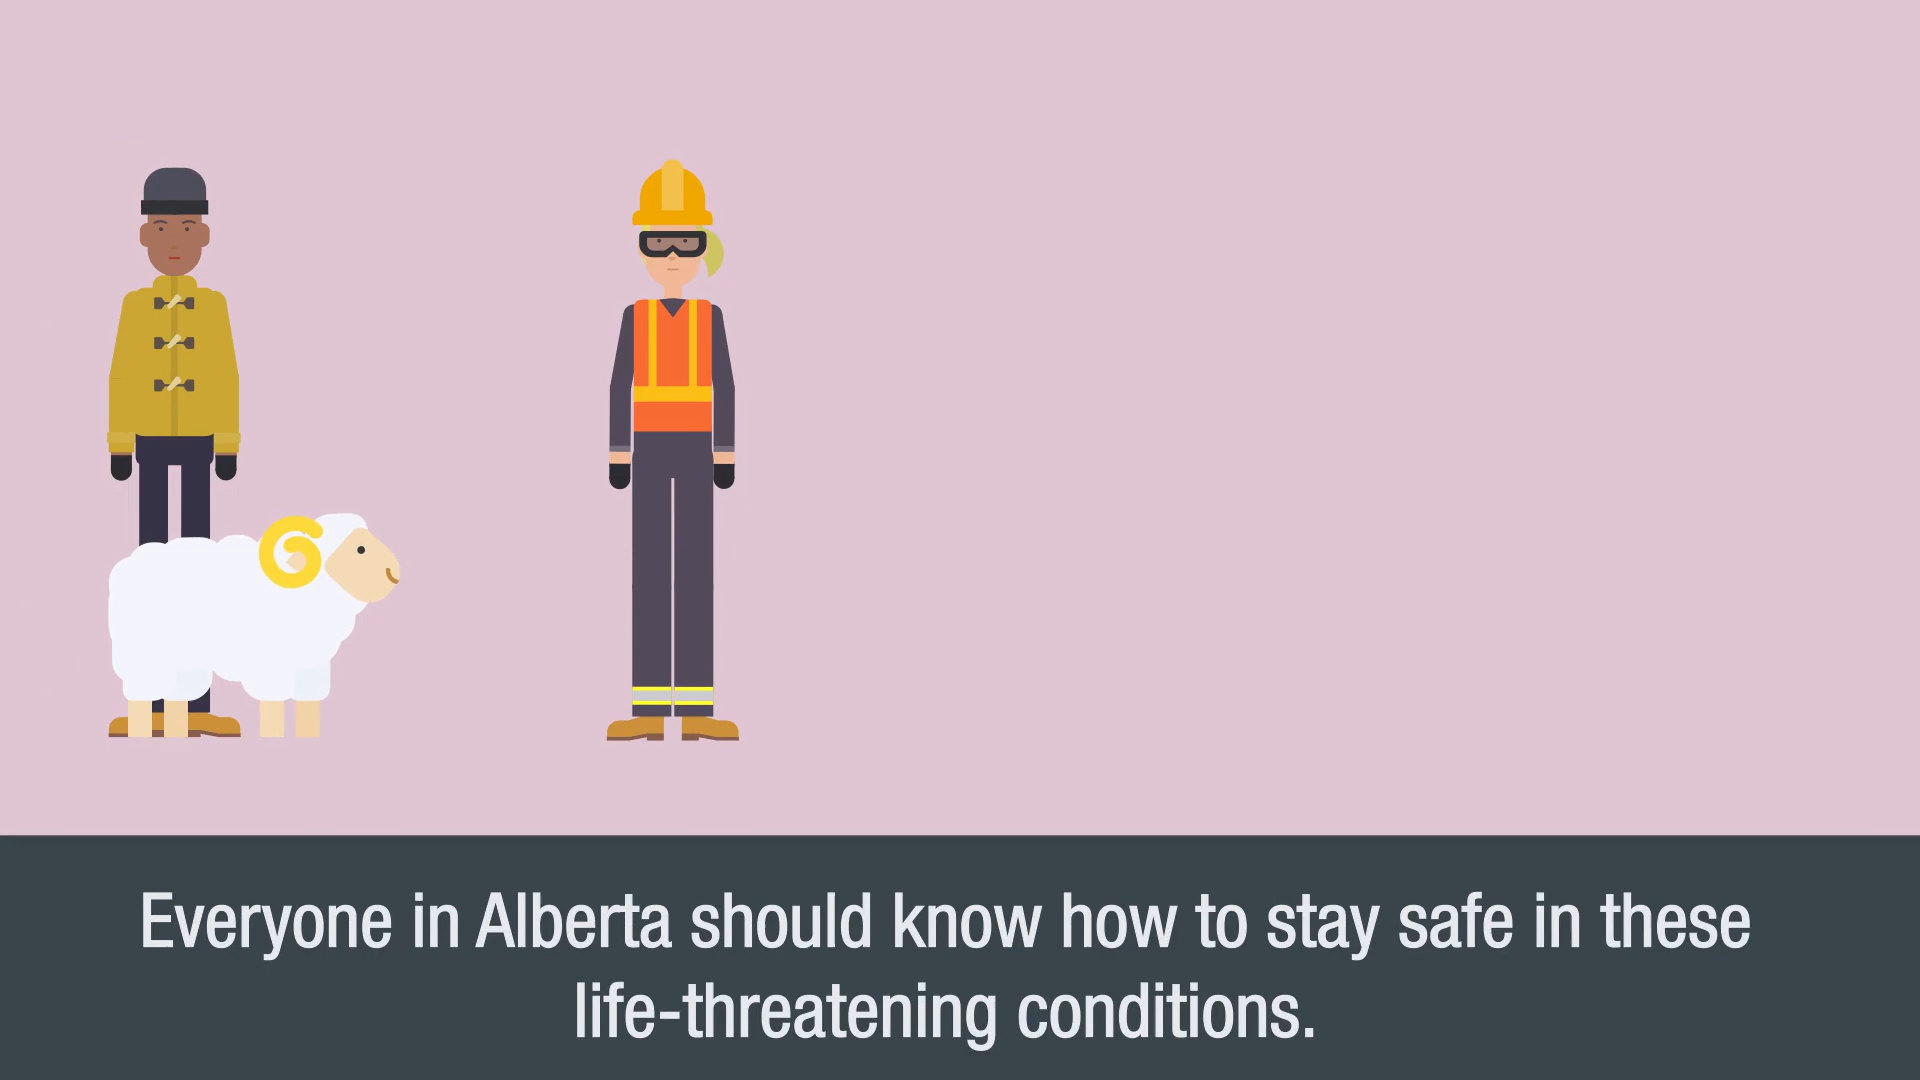 Everyone in Alberta should know how to stay safe in these
life-threatening conditions.